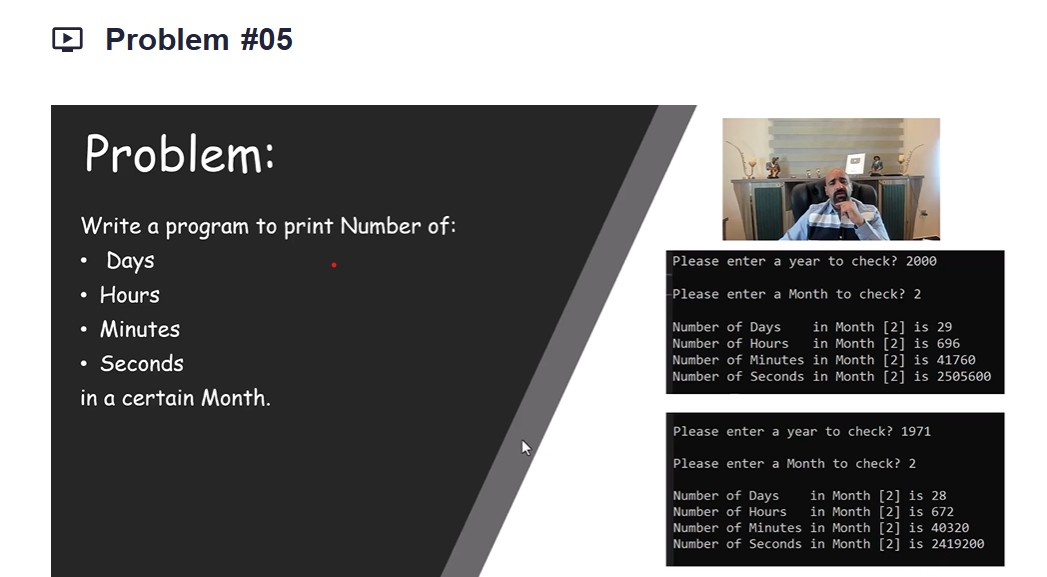 Problem #05
Problem:
Write a program to print Number of:
• Days
• Hours
• Minutes
• Seconds
in a certain Month.
Please enter a year to check? 2000
Please enter a Month to check? 2
Number of Days    in Month [2] is 29
Number of Hours   in Month [2] is 696
Number of Minutes in Month [2] is 41760
Number of Seconds in Month [2] is 2505600
Please enter a year to check? 1971
Please enter a Month to check? 2
Number of Days    in Month [2] is 28
Number of Hours   in Month [2] is 672
Number of Minutes in Month [2] is 40320
Number of Seconds in Month [2] is 2419200